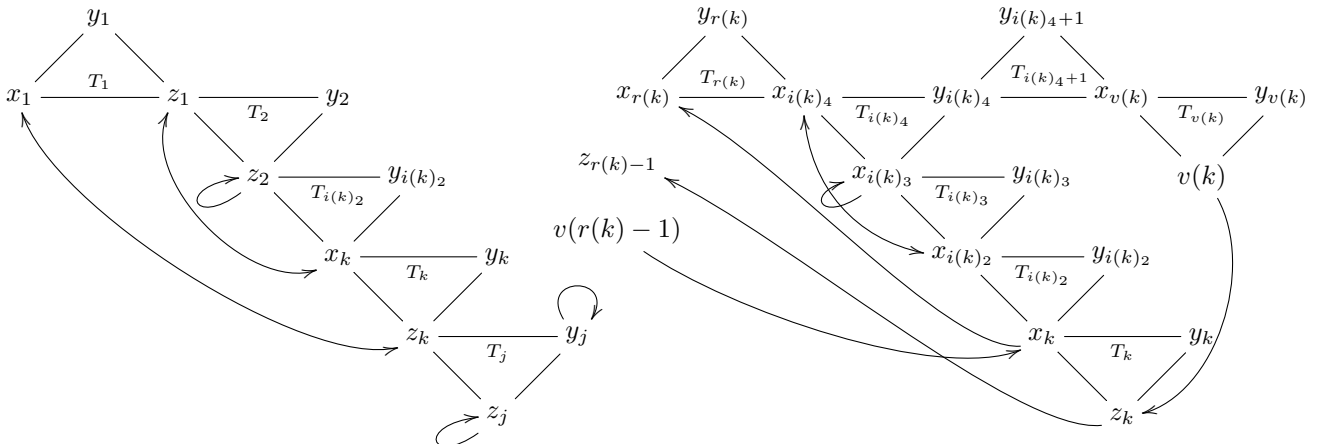 y_1 y_{r(k)} y_{i(k)_4+1}
x_1 T_1 z_1 T_2 y_2 x_{r(k)} T_{r(k)} x_{i(k)_4} T_{i(k)_4} y_{i(k)_4} T_{i(k)_4+1} x_{v(k)} T_{v(k)} y_{v(k)}
z_2 T_{i(k)_2} y_{i(k)_2} z_{r(k)-1} x_{i(k)_3} T_{i(k)_3} y_{i(k)_3} v(k)
x_k T_k y_k v(r(k) − 1) x_{i(k)_2} T_{i(k)_2} y_{i(k)_2}
z_k T_j y_j x_k T_k y_k
z_j z_k